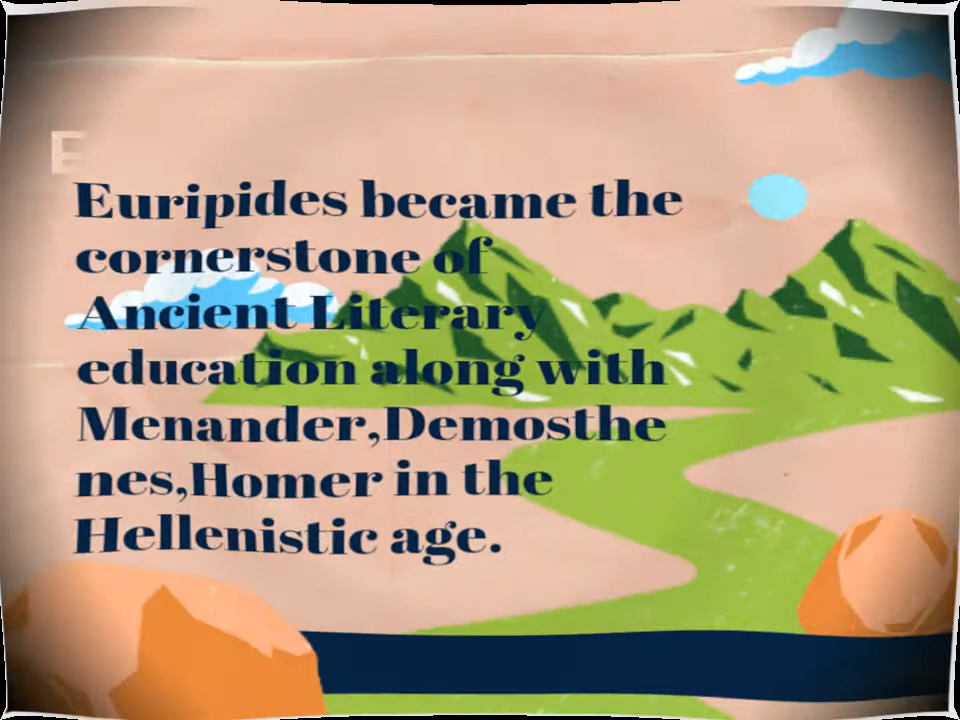 E
Euripides became the
cornerstone of
Ancient Literary
education along with
Menander,Demosthe
nes,Homer in the
Hellenistic age.